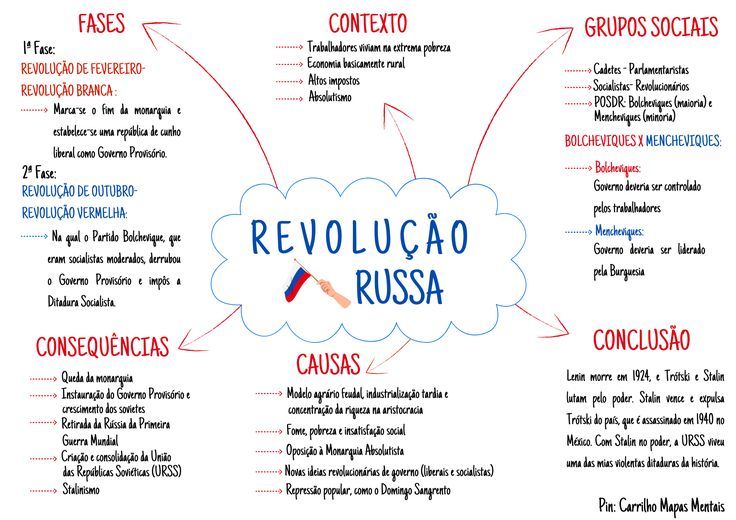 FASES
1ª Fase:
REVOLUÇÃO DE FEVEREIRO-
REVOLUÇÃO BRANCA :
Marca-se o fim da monarquia e
estabelece-se uma república de cunho
liberal como Governo Provisório.
2ª Fase:
REVOLUÇÃO DE OUTUBRO-
REVOLUÇÃO VERMELHA:
Na qual o Partido Bolchevique, que
eram socialistas moderados, derrubou
o Governo Provisório e impôs a
Ditadura Socialista.
CONTEXTO
Trabalhadores viviam na extrema pobreza
Economia basicamente rural
Altos impostos
Absolutismo
GRUPOS SOCIAIS
Cadetes - Parlamentaristas
Socialistas- Revolucionários
POSDR: Bolcheviques (maioria) e
Mencheviques (minoria)
BOLCHEVIQUES X MENCHEVIQUES:
Bolcheviques:
Governo deveria ser controlado
pelos trabalhadores
Mencheviques:
Governo deveria ser liderado
pela Burguesia
REVOLUÇÃO
RUSSA
CONSEQUÊNCIAS
Queda da monarquia
Instauração do Governo Provisório e
crescimento dos sovietes
Retirada da Rússia da Primeira
Guerra Mundial
Criação e consolidação da União
das Repúblicas Soviéticas (URSS)
Stalinismo
CAUSAS
Modelo agrário feudal, industrialização tardia e
concentração da riqueza na aristocracia
Fome, pobreza e insatisfação social
Oposição à Monarquia Absolutista
Novas ideias revolucionárias de governo (liberais e socialistas)
Repressão popular, como o Domingo Sangrento
CONCLUSÃO
Lenin morre em 1924, e Trótski e Stalin
lutam pelo poder. Stalin vence e expulsa
Trótski do país, que é assassinado em 1940 no
México. Com Stalin no poder, a URSS viveu
uma das mias violentas ditaduras da história.
Pin: Carrilho Mapas Mentais